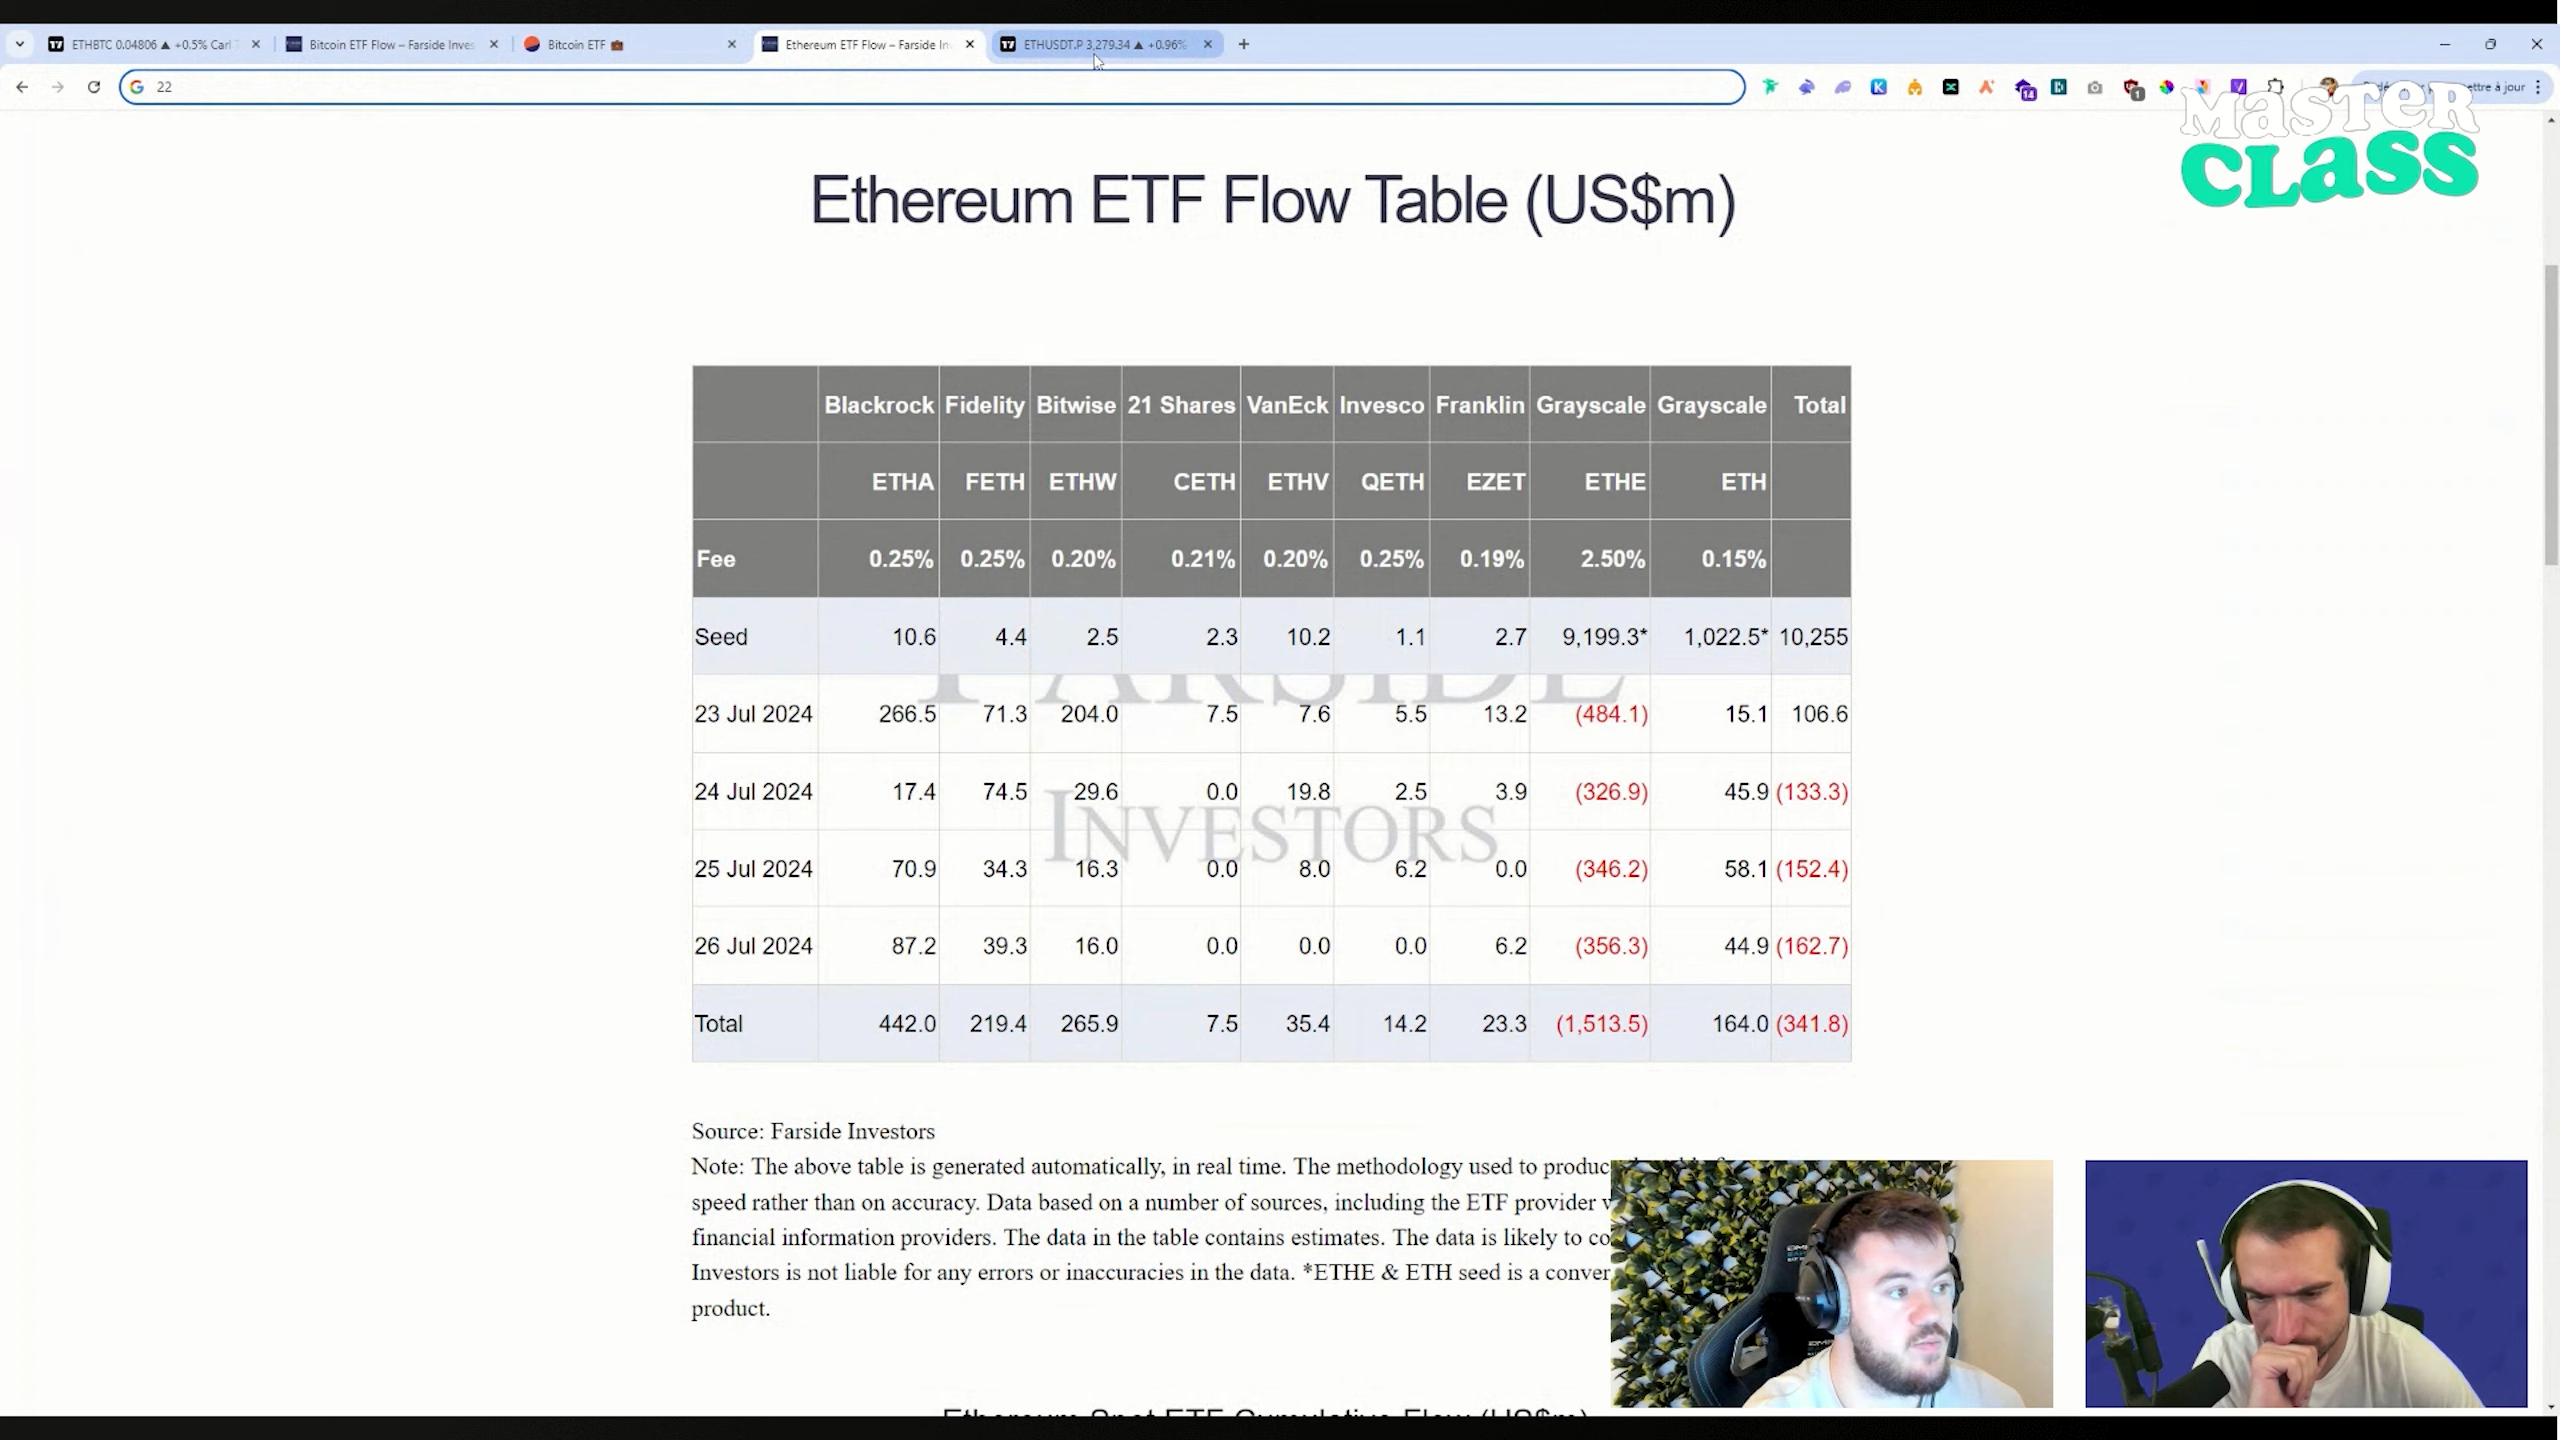 ETHBTC 0.04806 ▲ +0.5% Carl
Bitcoin ETF Flow – Farside Inves
Bitcoin ETF
Ethereum ETF Flow – Farside In
ETHUSDT.P 3,279.34 ▲ +0.96%
22
ettre à jour
MASTER
CLASS
Ethereum ETF Flow Table (US$m)
Blackrock Fidelity Bitwise 21 Shares VanEck Invesco Franklin Grayscale Grayscale Total
ETHA FETH ETHW CETH ETHV QETH EZET ETHE ETH
Fee 0.25% 0.25% 0.20% 0.21% 0.20% 0.25% 0.19% 2.50% 0.15%
Seed 10.6 4.4 2.5 2.3 10.2 1.1 2.7 9,199.3* 1,022.5* 10,255
FARSIDE
23 Jul 2024 266.5 71.3 204.0 7.5 7.6 5.5 13.2 (484.1) 15.1 106.6
24 Jul 2024 17.4 74.5 29.6 0.0 19.8 2.5 3.9 (326.9) 45.9 (133.3)
INVESTORS
25 Jul 2024 70.9 34.3 16.3 0.0 8.0 6.2 0.0 (346.2) 58.1 (152.4)
26 Jul 2024 87.2 39.3 16.0 0.0 0.0 0.0 6.2 (356.3) 44.9 (162.7)
Total 442.0 219.4 265.9 7.5 35.4 14.2 23.3 (1,513.5) 164.0 (341.8)
Source: Farside Investors
Note: The above table is generated automatically, in real time. The methodology used to produc
speed rather than on accuracy. Data based on a number of sources, including the ETF provider w
financial information providers. The data in the table contains estimates. The data is likely to co
Investors is not liable for any errors or inaccuracies in the data. *ETHE & ETH seed is a conver
product.
Ethereum Spot ETF Cumulative Flow (US$m)